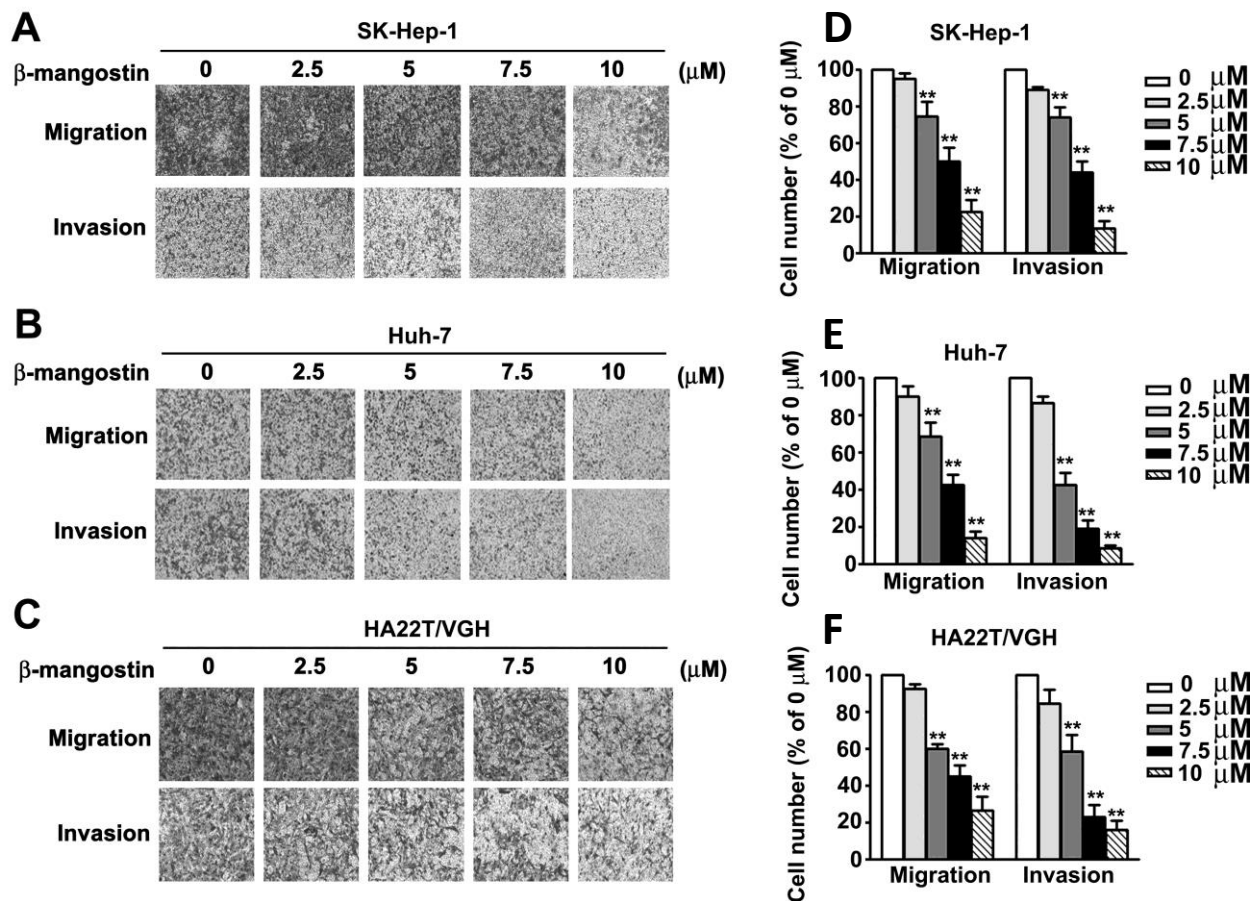 A
SK-Hep-1
β-mangostin 0 2.5 5 7.5 10 (μM)
Migration
Invasion
B
Huh-7
β-mangostin 0 2.5 5 7.5 10 (μM)
Migration
Invasion
C
HA22T/VGH
β-mangostin 0 2.5 5 7.5 10 (μM)
Migration
Invasion
D
SK-Hep-1
Cell number (% of 0 μM)
100
80
60
40
20
0
** ** ** ** ** **
Migration Invasion
0 μM
2.5 μM
5 μM
7.5 μM
10 μM
E
Huh-7
Cell number (% of 0 μM)
100
80
60
40
20
0
** ** ** ** ** **
Migration Invasion
0 μM
2.5 μM
5 μM
7.5 μM
10 μM
F
HA22T/VGH
Cell number (% of 0 μM)
100
80
60
40
20
0
** ** ** ** ** **
Migration Invasion
0 μM
2.5 μM
5 μM
7.5 μM
10 μM